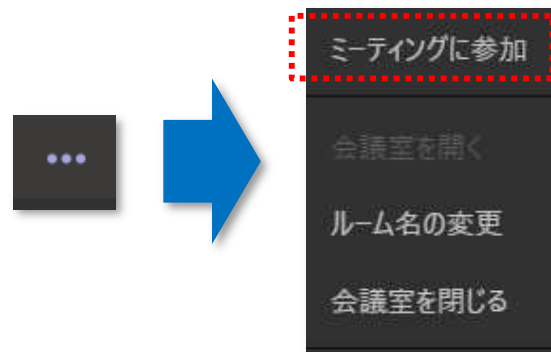 ミーティングに参加
会議室を開く
ルーム名の変更
会議室を閉じる